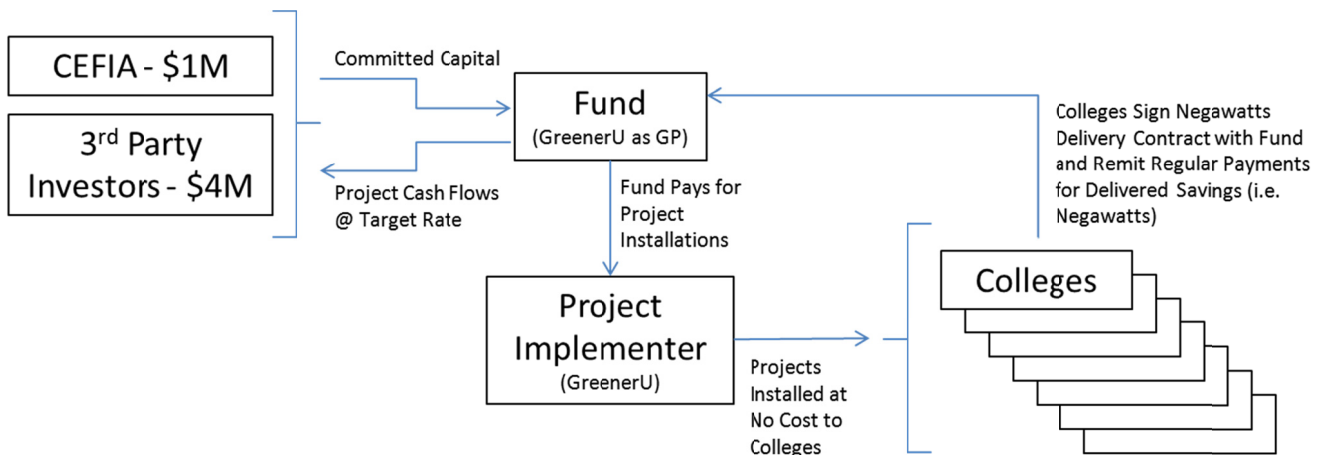 CEFIA - $1M
3rd Party
Investors - $4M
Committed Capital
Project Cash Flows
@ Target Rate
Fund
(GreenerU as GP)
Fund Pays for
Project
Installations
Project
Implementer
(GreenerU)
Projects
Installed at
No Cost to
Colleges
Colleges Sign Negawatts
Delivery Contract with Fund
and Remit Regular Payments
for Delivered Savings (i.e.
Negawatts)
Colleges